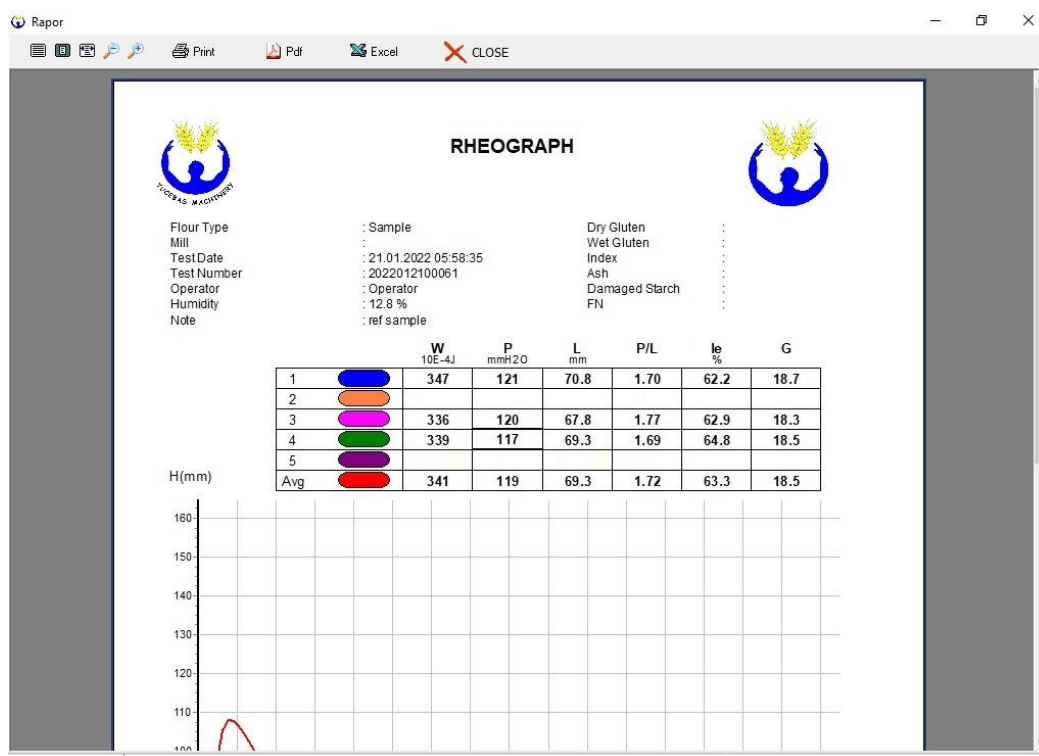 Rapor
Print Pdf Excel CLOSE
RHEOGRAPH
YUCEBAS MACHINERY
Flour Type : Sample Dry Gluten :
Mill : Wet Gluten :
Test Date : 21.01.2022 05:58:35 Index :
Test Number : 2022012100061 Ash :
Operator : Operator Damaged Starch :
Humidity : 12.8 % FN :
Note : ref sample
W P L P/L Ie G
10E-4J mmH2O mm %
1 347 121 70.8 1.70 62.2 18.7
2
3 336 120 67.8 1.77 62.9 18.3
4 339 117 69.3 1.69 64.8 18.5
5
Avg 341 119 69.3 1.72 63.3 18.5
H(mm)
160
150
140
130
120
110
100